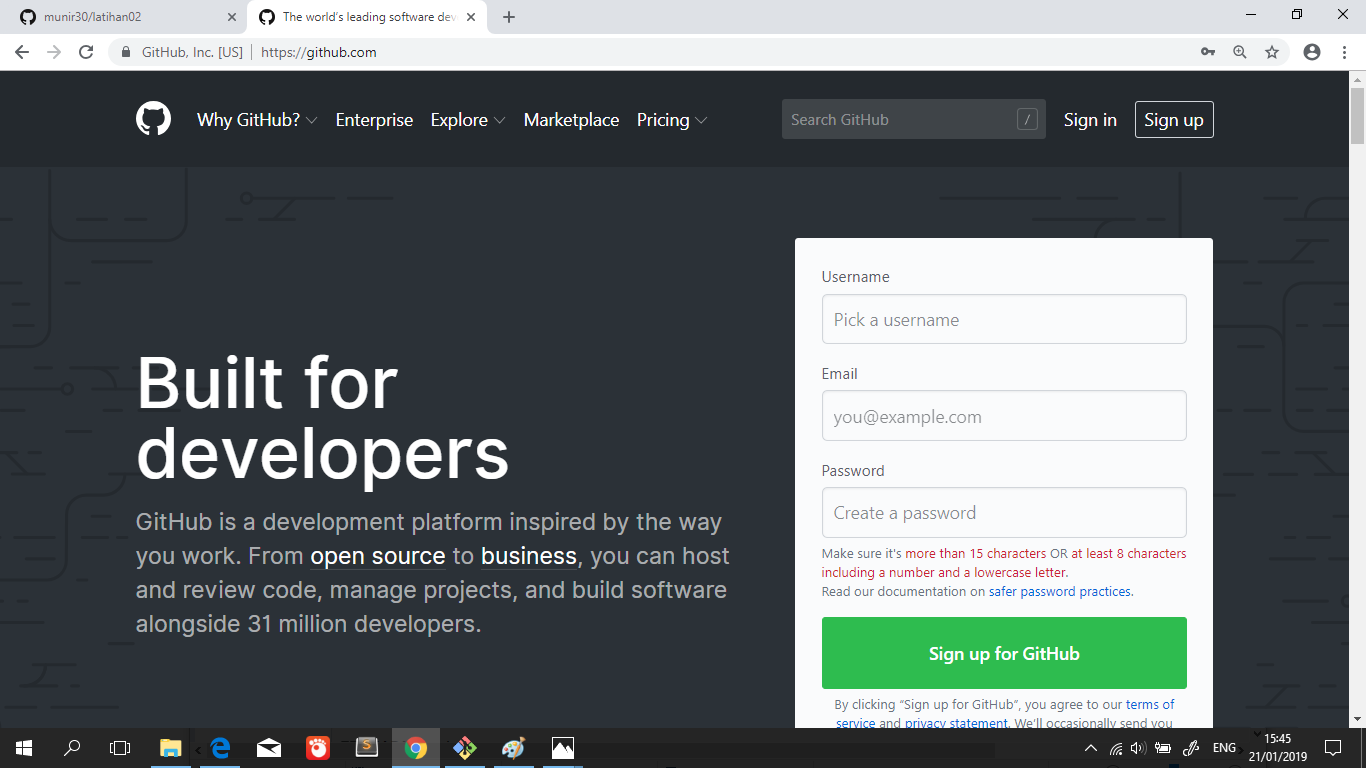 munir30/latihan02
The world's leading software dev
GitHub, Inc. [US]
https://github.com
Why GitHub?
Enterprise
Explore
Marketplace
Pricing
Search GitHub
/
Sign in
Sign up
Built for
developers
GitHub is a development platform inspired by the way
you work. From open source to business, you can host
and review code, manage projects, and build software
alongside 31 million developers.
Username
Pick a username
Email
you@example.com
Password
Create a password
Make sure it's more than 15 characters OR at least 8 characters
including a number and a lowercase letter.
Read our documentation on safer password practices.
Sign up for GitHub
By clicking “Sign up for GitHub”, you agree to our terms of
service and privacy statement. We’ll occasionally send you
ENG
15:45
21/01/2019